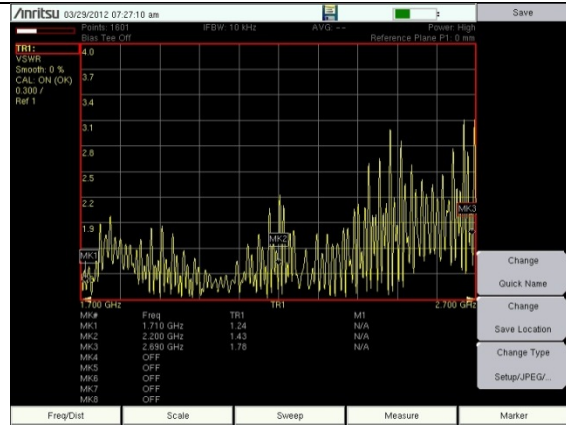 Anritsu 03/29/2012 07:27:10 am
Save
Points: 1601 IFBW: 10 kHz AVG: -- Power: High
Bias Tee Off Reference Plane P1: 0 mm
TR1:
VSWR
Smooth: 0 %
CAL: ON (OK)
0.300 /
Ref 1
4.0
3.7
3.4
3.1
2.8
2.5
2.2
1.9
MK1
MK2
MK3
1.700 GHz TR1 2.700 GHz
MK# Freq TR1 M1
MK1 1.710 GHz 1.24 N/A
MK2 2.200 GHz 1.43 N/A
MK3 2.690 GHz 1.78 N/A
MK4 OFF
MK5 OFF
MK6 OFF
MK7 OFF
MK8 OFF
Change
Quick Name
Change
Save Location
Change Type
Setup/JPEG/...
Freq/Dist Scale Sweep Measure Marker